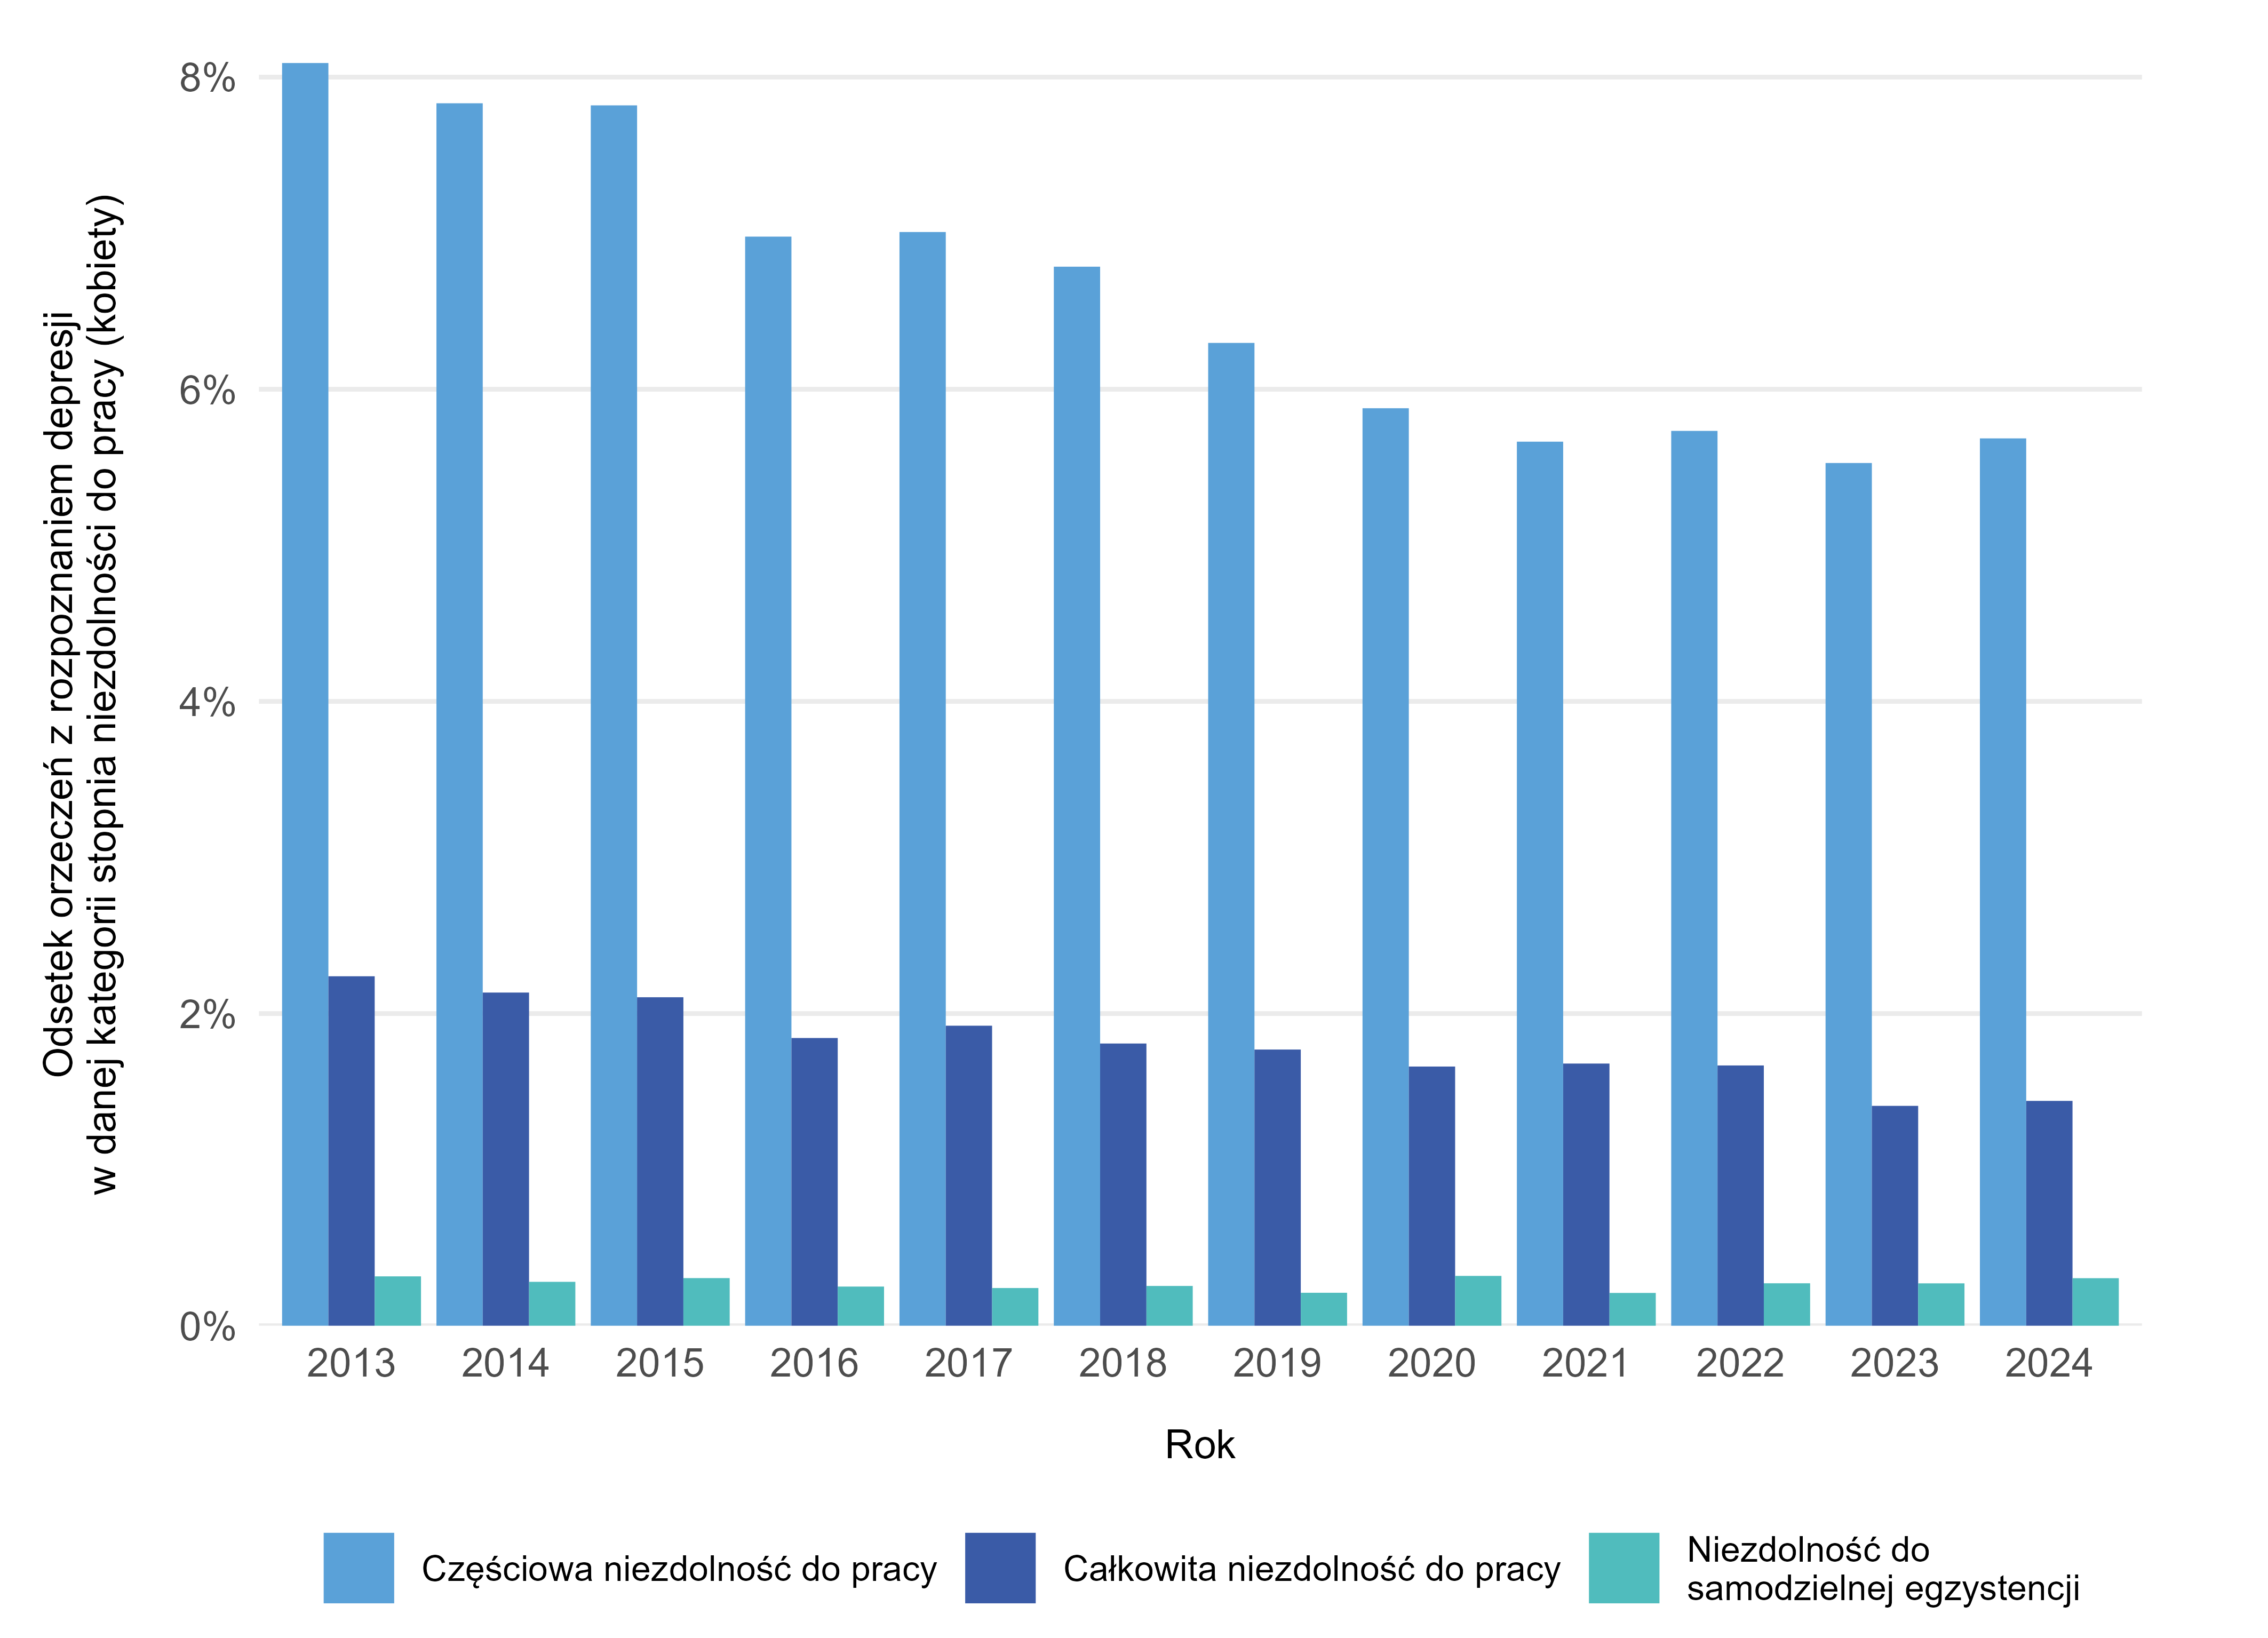 Odsetek orzeczeń z rozpoznaniem depresji
w danej kategorii stopnia niezdolności do pracy (kobiety)
8%
6%
4%
2%
0%
2013 2014 2015 2016 2017 2018 2019 2020 2021 2022 2023 2024
Rok
Częściowa niezdolność do pracy
Całkowita niezdolność do pracy
Niezdolność do
samodzielnej egzystencji